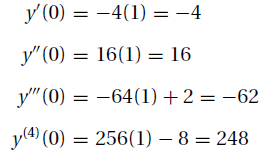 y′(0) = −4(1) = −4
y″(0) = 16(1) = 16
y‴(0) = −64(1) + 2 = −62
y⁽⁴⁾(0) = 256(1) − 8 = 248